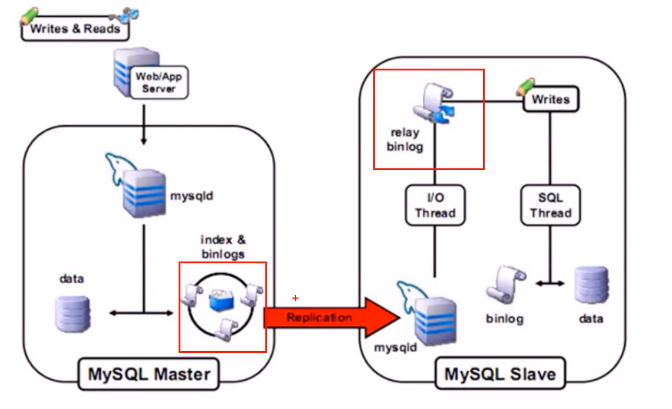 Writes & Reads
Web/App
Server
mysqld
index &
binlogs
data
MySQL Master
Replication
relay
binlog
Writes
I/O
Thread
SQL
Thread
mysqld
binlog
data
MySQL Slave